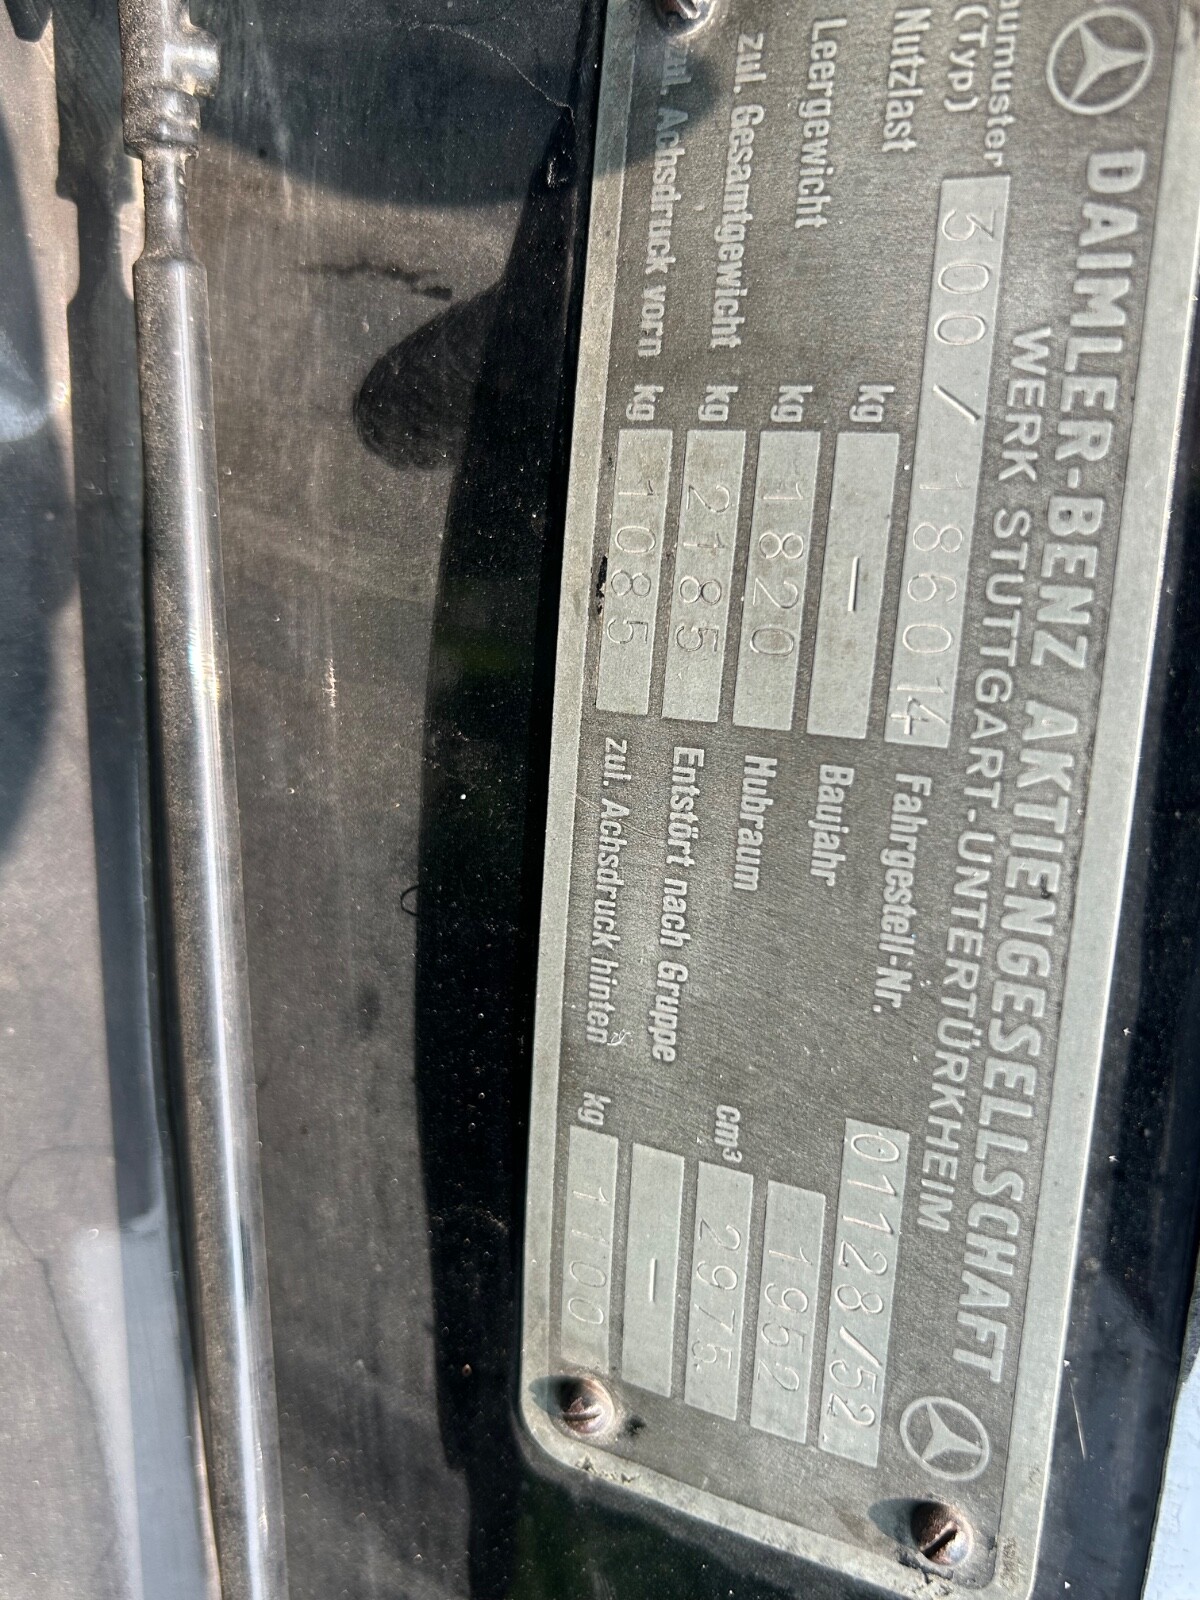 DAIMLER-BENZ AKTIENGESELLSCHAFT
WERK STUTTGART-UNTERTÜRKHEIM
aumuster (Typ) 300/186014 Fahrgestell-Nr. 01128/52
Nutzlast kg – Baujahr 1952
Leergewicht kg 1820 Hubraum cm³ 2975.
zul. Gesamtgewicht kg 2185 Entstört nach Gruppe –
zul. Achsdruck vorn kg 1085 zul. Achsdruck hinten kg 1100